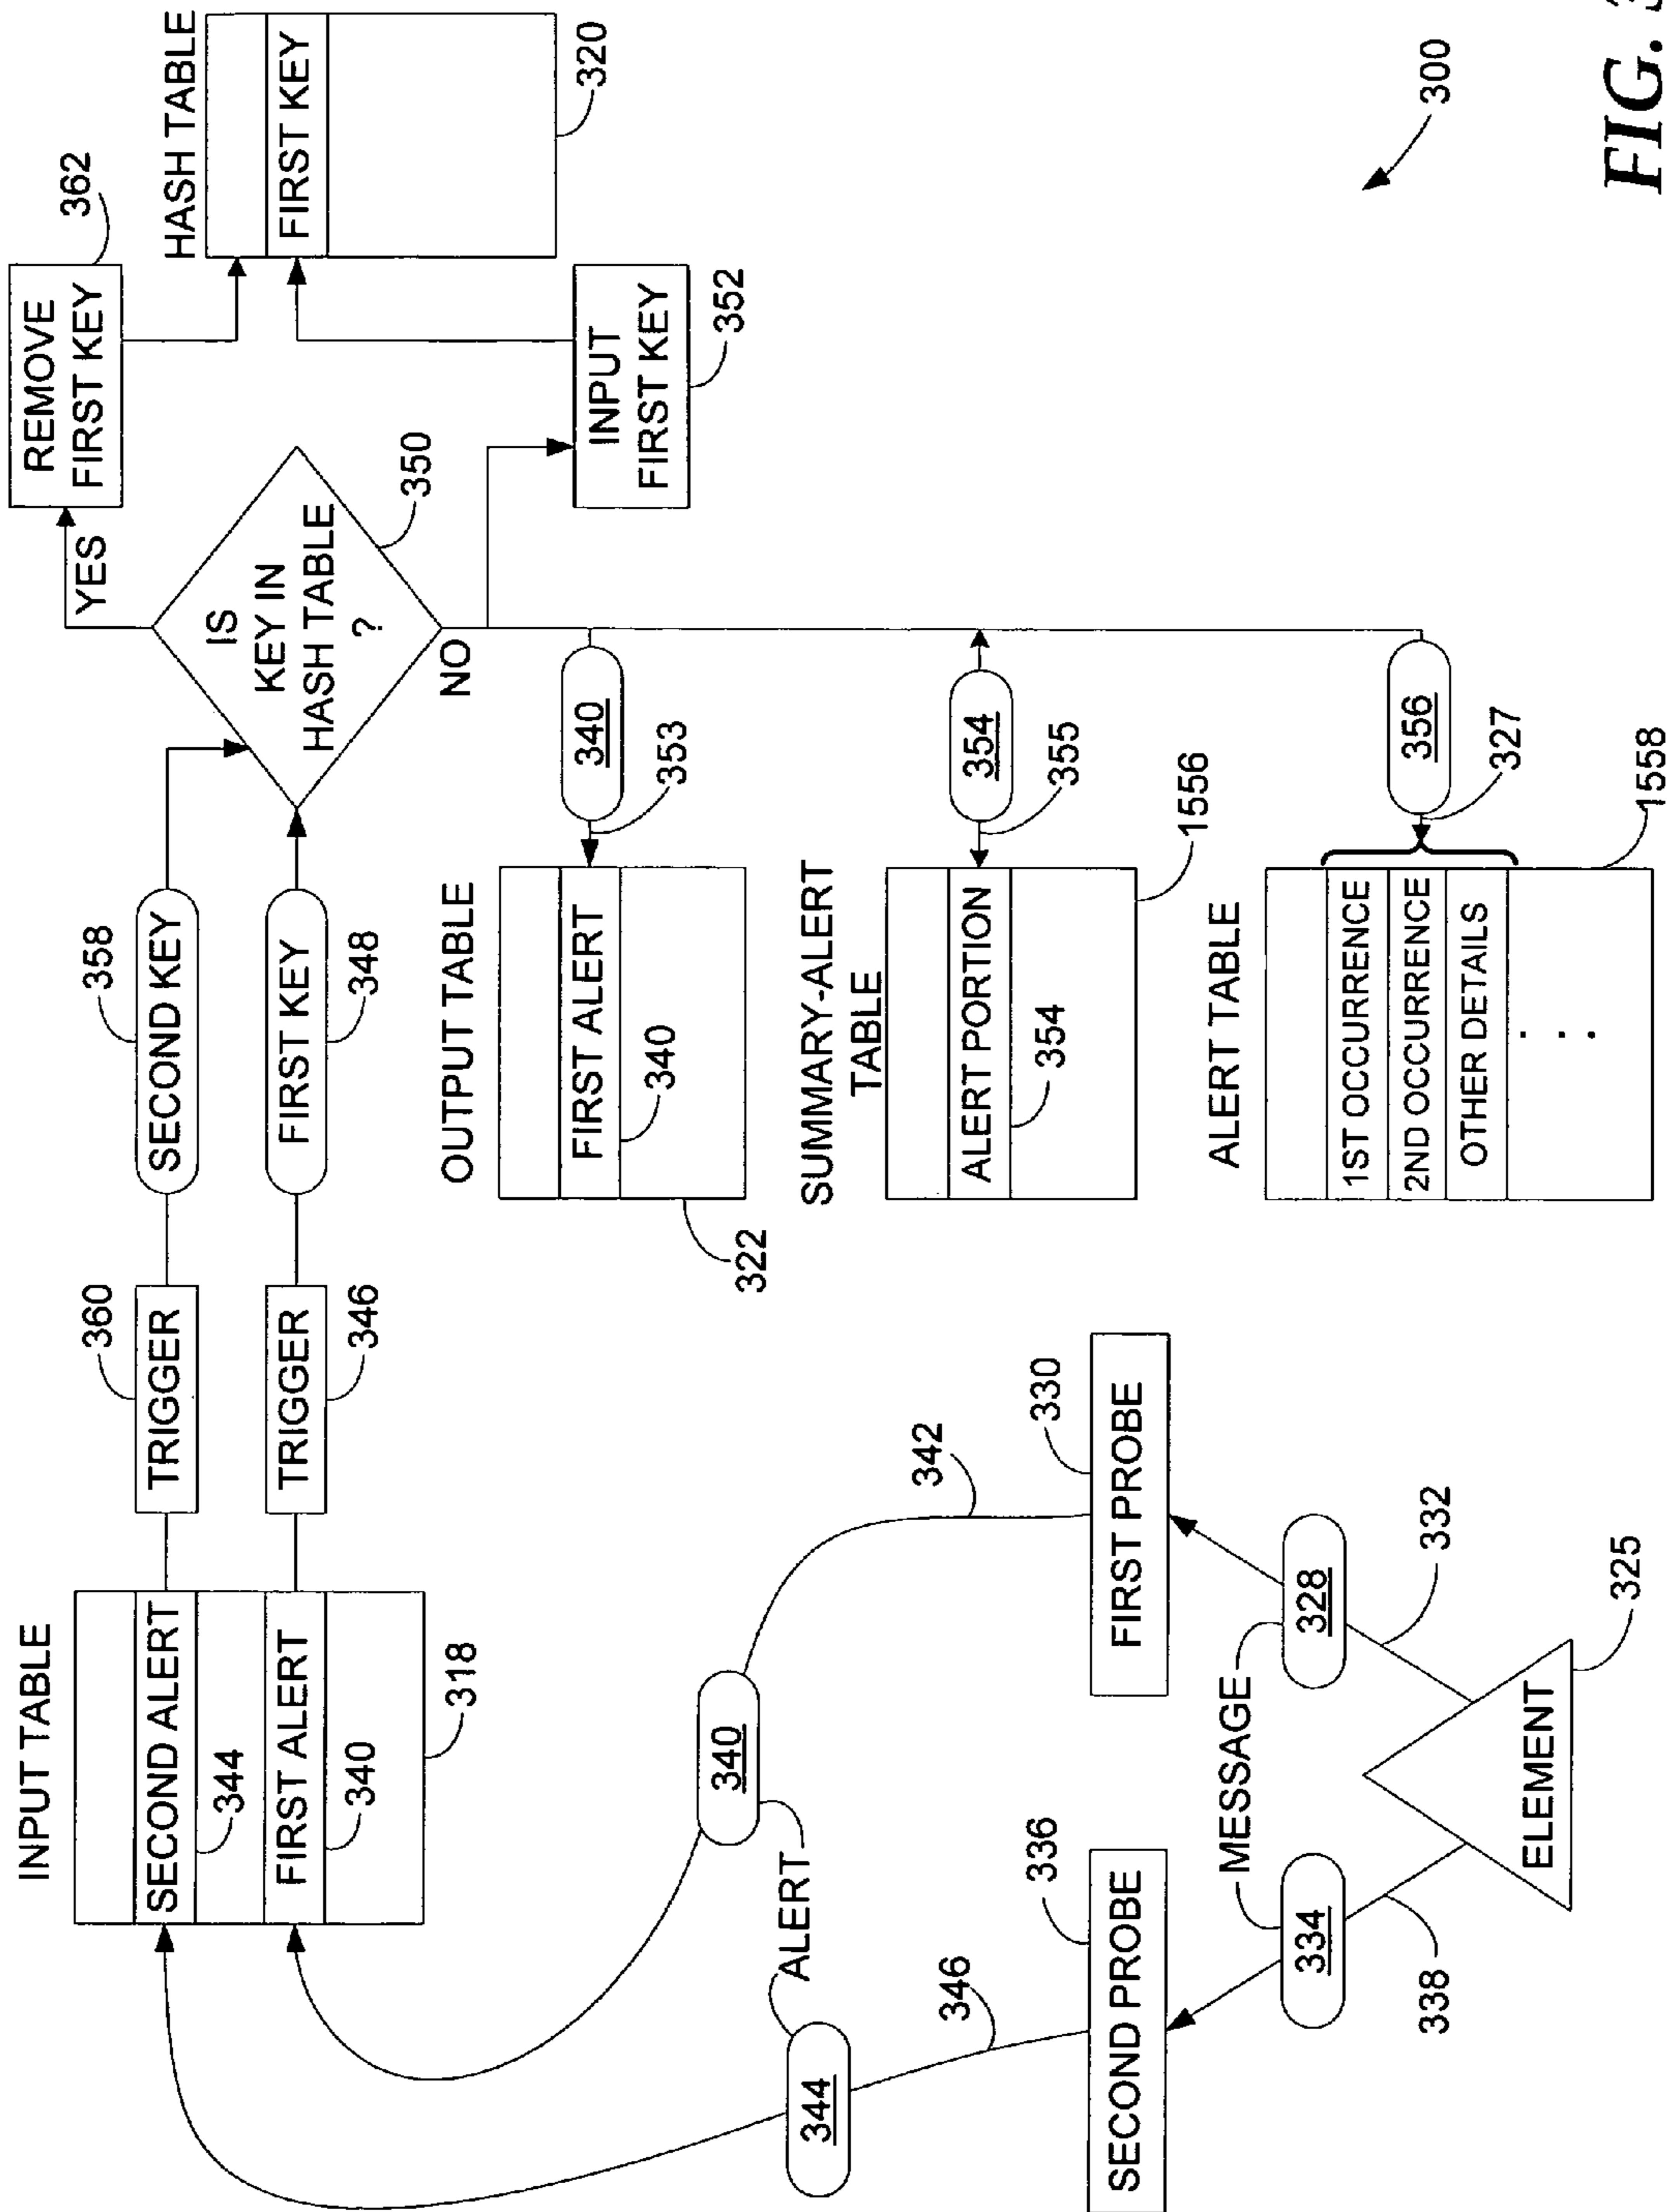 INPUT TABLE
SECOND ALERT
344
FIRST ALERT
340
318
360
TRIGGER
TRIGGER
346
358
SECOND KEY
FIRST KEY
348
IS
KEY IN
HASH TABLE
?
350
YES
NO
REMOVE
FIRST KEY
362
HASH TABLE
FIRST KEY
320
INPUT
FIRST KEY
352
OUTPUT TABLE
FIRST ALERT
340
322
340
353
SUMMARY-ALERT
TABLE
ALERT PORTION
354
1556
354
355
ALERT TABLE
1ST OCCURRENCE
2ND OCCURRENCE
OTHER DETAILS
. . .
1558
356
327
344
ALERT
340
346
342
SECOND PROBE
336
FIRST PROBE
330
MESSAGE
334
328
338
332
ELEMENT
325
300
FIG. 3